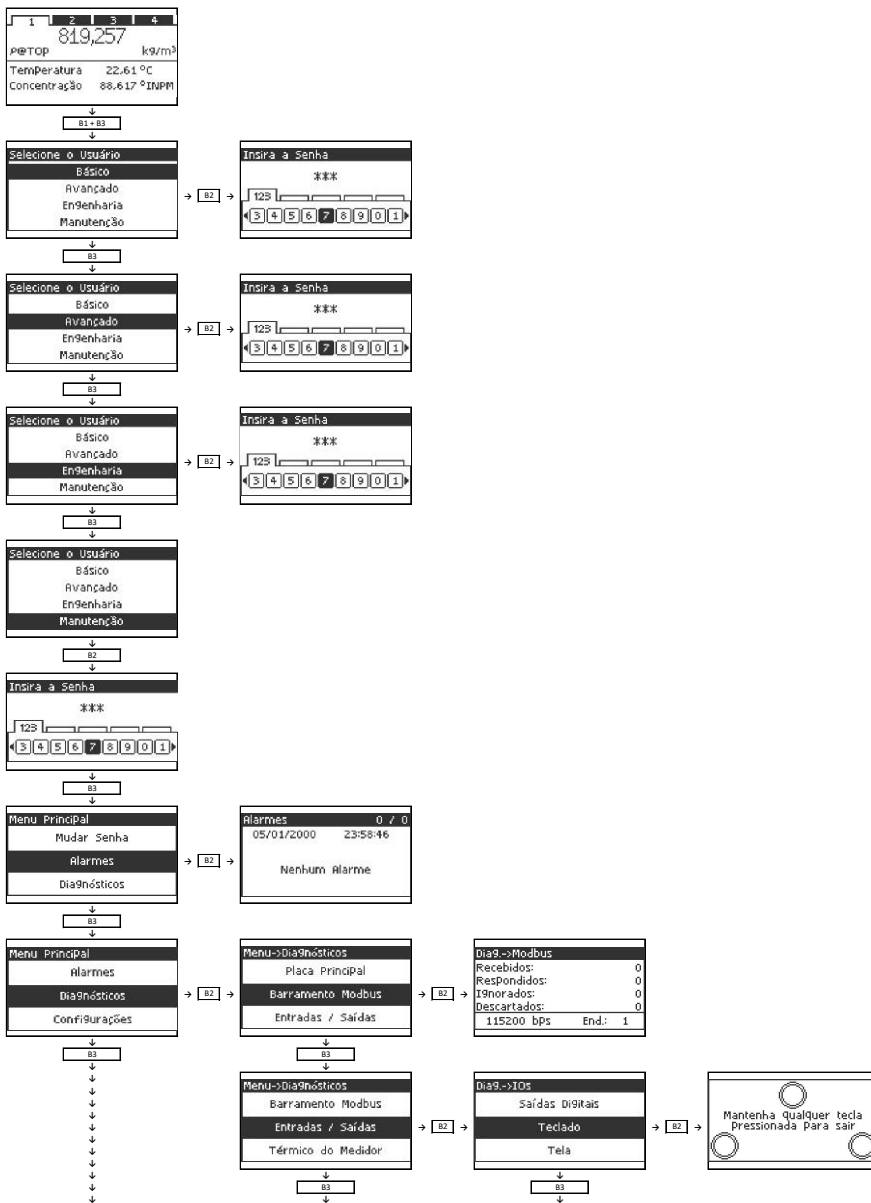 1 2 3 4
819,257
ρ@TOP kg/m³
Temperatura 22,61 °C
Concentração 88,617 °INPM
B1 + B3
Selecione o Usuário
Básico
Avançado
Engenharia
Manutenção
B2
Insira a Senha
***
123
3 4 5 6 7 8 9 0 1
B3
Selecione o Usuário
Básico
Avançado
Engenharia
Manutenção
B2
Insira a Senha
***
123
3 4 5 6 7 8 9 0 1
B3
Selecione o Usuário
Básico
Avançado
Engenharia
Manutenção
B2
Insira a Senha
***
123
3 4 5 6 7 8 9 0 1
B3
Selecione o Usuário
Básico
Avançado
Engenharia
Manutenção
B2
Insira a Senha
***
123
3 4 5 6 7 8 9 0 1
B3
Menu Principal
Mudar Senha
Alarmes
Diagnósticos
B2
Alarmes 0 / 0
05/01/2000 23:58:46
Nenhum Alarme
B3
Menu Principal
Alarmes
Diagnósticos
Configurações
B2
Menu->Diagnósticos
Placa Principal
Barramento Modbus
Entradas / Saídas
B2
Diag.->Modbus
Recebidos: 0
Respondidos: 0
Ignorados: 0
Descartados: 0
115200 bps End.: 1
B3
B3
Menu->Diagnósticos
Barramento Modbus
Entradas / Saídas
Térmico do Medidor
B2
Diag.->IOs
Saídas Digitais
Teclado
Tela
B2
Mantenha qualquer tecla
Pressionada para sair
B3
B3